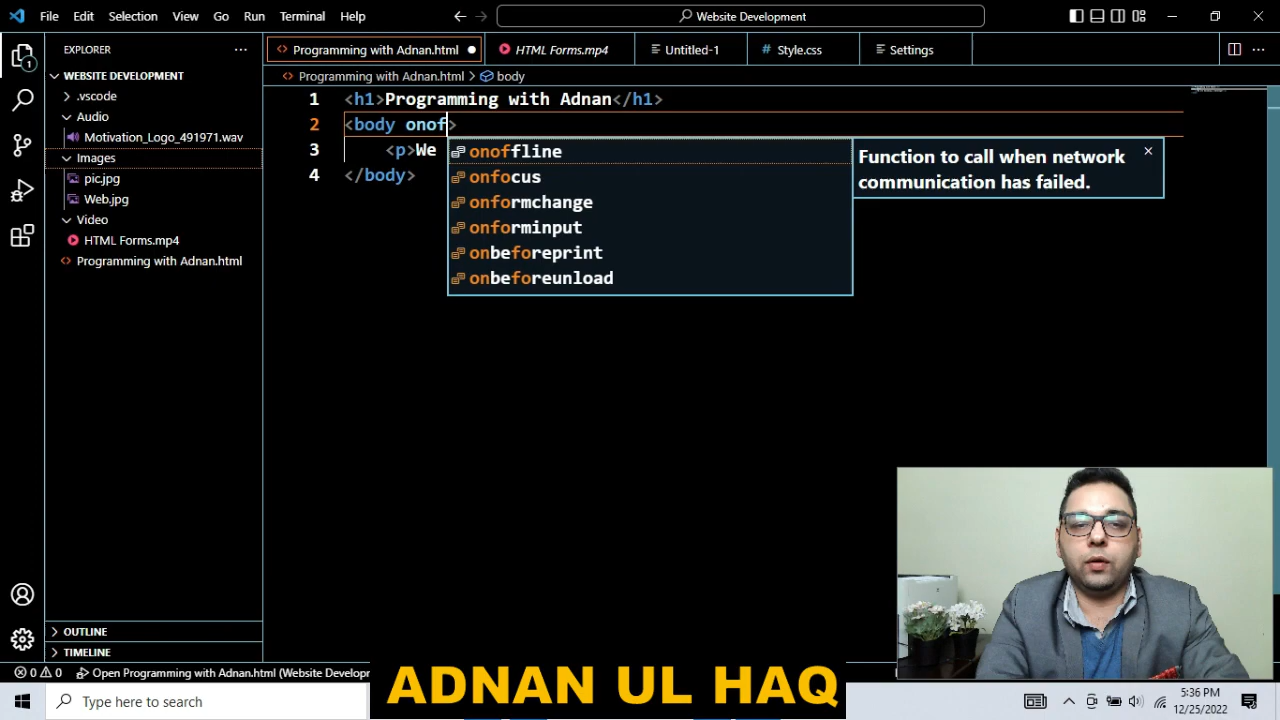 File Edit Selection View Go Run Terminal Help
Website Development
EXPLORER
Programming with Adnan.html
HTML Forms.mp4
Untitled-1
Style.css
Settings
WEBSITE DEVELOPMENT
.vscode
Audio
Motivation_Logo_491971.wav
Images
pic.jpg
Web.jpg
Video
HTML Forms.mp4
Programming with Adnan.html
Programming with Adnan.html > body
1 <h1>Programming with Adnan</h1>
2 <body onof>
3 <p>We
4 </body>
onoffline
onfocus
onformchange
onforminput
onbeforeprint
onbeforeunload
Function to call when network
communication has failed.
1
OUTLINE
TIMELINE
0 0 Open Programming with Adnan.html (Website Develop
ADNAN UL HAQ
Type here to search
5:36 PM
12/25/2022